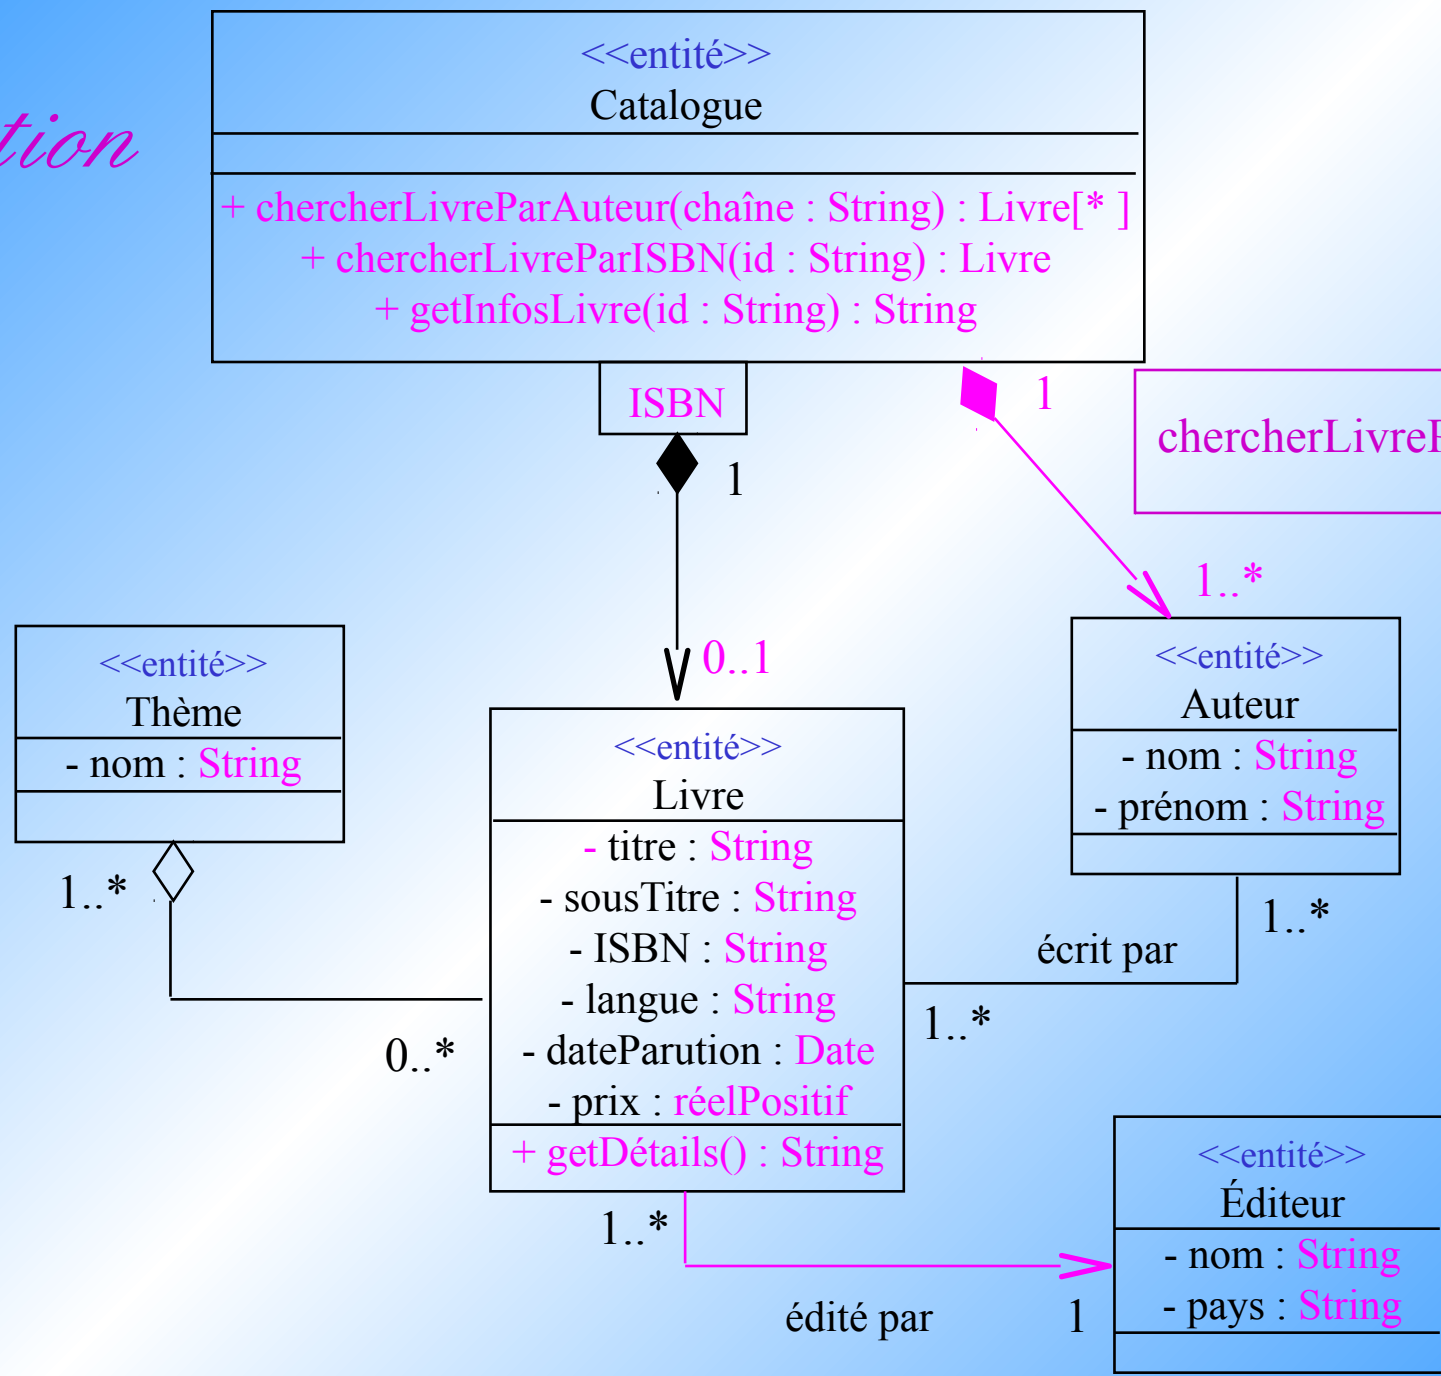 <<entité>>
Catalogue
+ chercherLivreParAuteur(chaîne : String) : Livre[* ]
+ chercherLivreParISBN(id : String) : Livre
+ getInfosLivre(id : String) : String
ISBN
1
1
0..1
1..*
<<entité>>
Thème
- nom : String
1..*
0..*
<<entité>>
Livre
- titre : String
- sousTitre : String
- ISBN : String
- langue : String
- dateParution : Date
- prix : réelPositif
+ getDétails() : String
<<entité>>
Auteur
- nom : String
- prénom : String
1..*
écrit par
1..*
1..*
édité par
1
<<entité>>
Éditeur
- nom : String
- pays : String